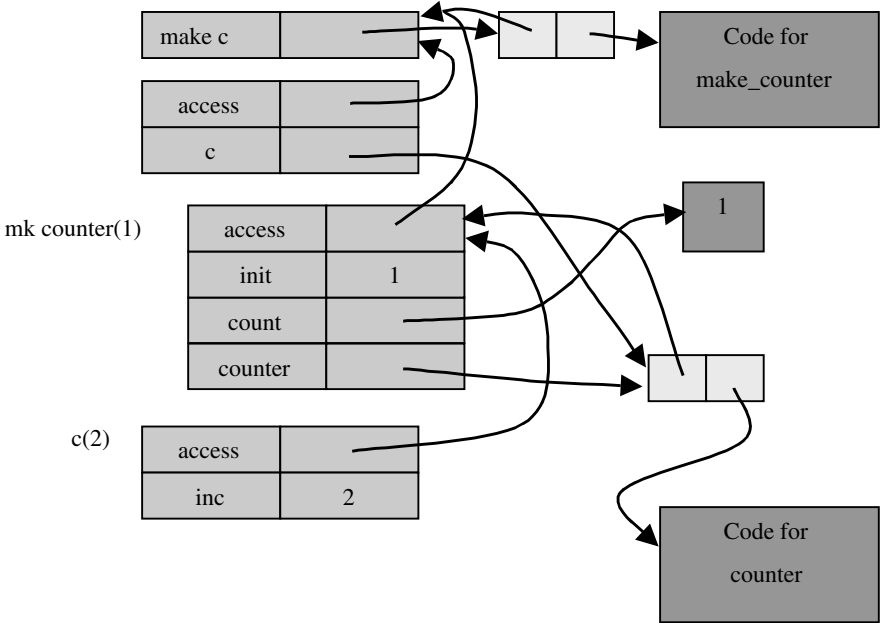 make c
Code for
make_counter
access
c
mk counter(1)
access
1
init 1
count
counter
c(2)
access
inc 2
Code for
counter